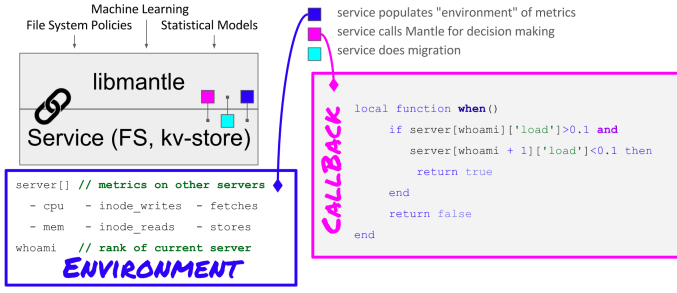 Machine Learning
File System Policies
Statistical Models
libmantle
Service (FS, kv-store)
service populates "environment" of metrics
service calls Mantle for decision making
service does migration
server[] // metrics on other servers
- cpu - inode_writes - fetches
- mem - inode_reads - stores
whoami // rank of current server
ENVIRONMENT
CALLBACK
local function when()
if server[whoami]['load']>0.1 and
server[whoami + 1]['load']<0.1 then
return true
end
return false
end